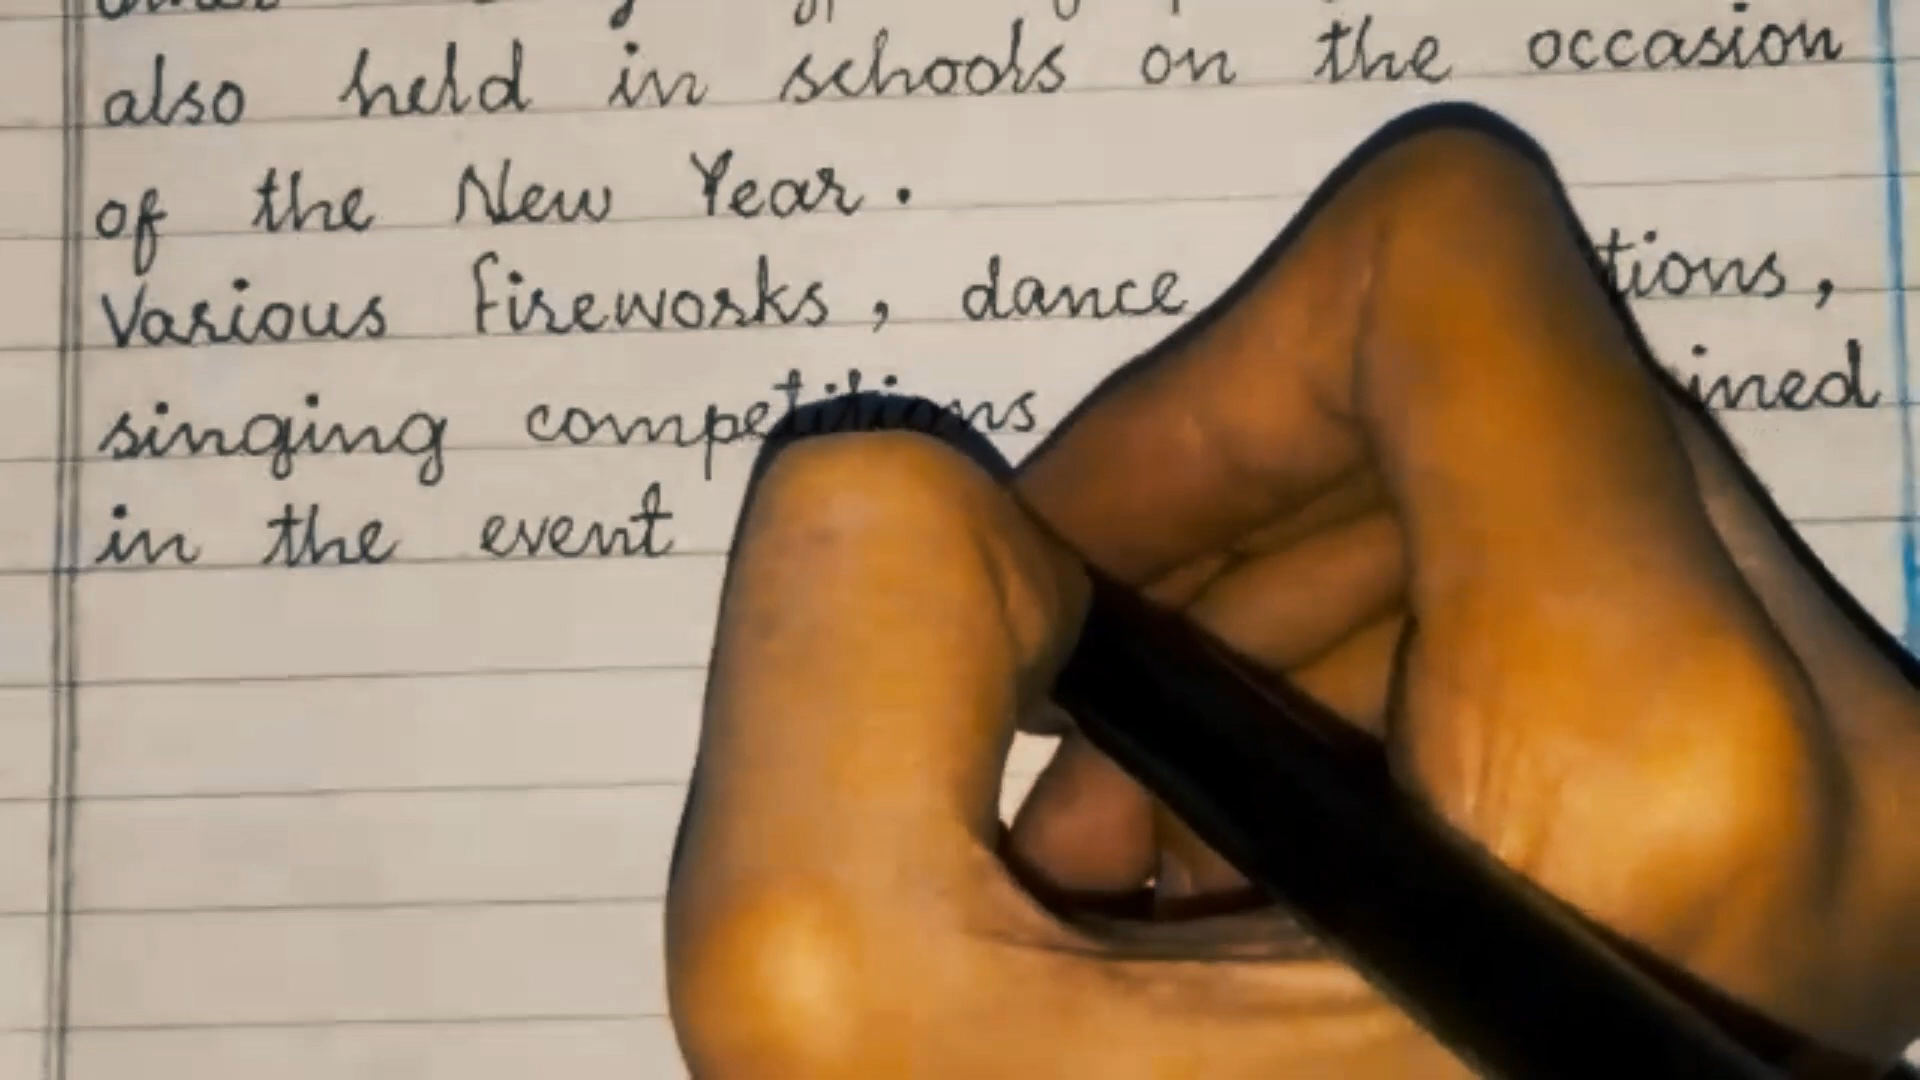 also held in schools on the occasion
of the New Year.
Various fireworks, dance tions,
singing competitions ined
in the event